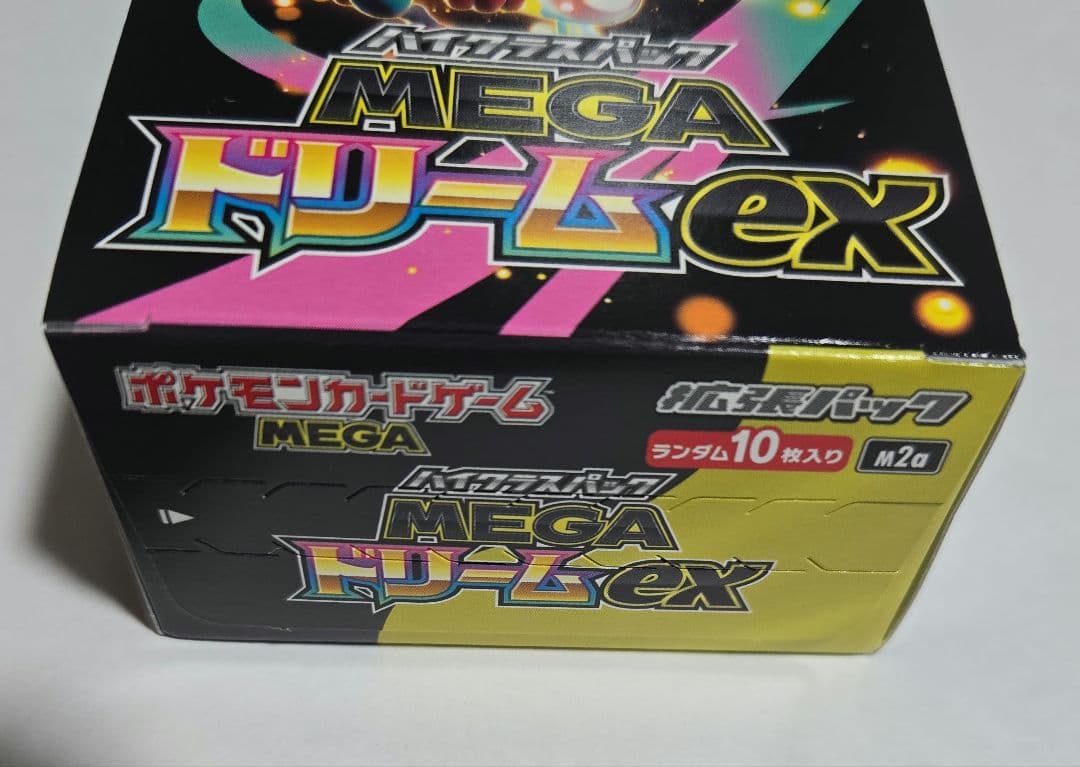 ハイクラスパック
MEGA
ドリームex
ポケモンカードゲーム
MEGA
拡張パック
ランダム10枚入り
M2a
ハイクラスパック
MEGA
ドリームex